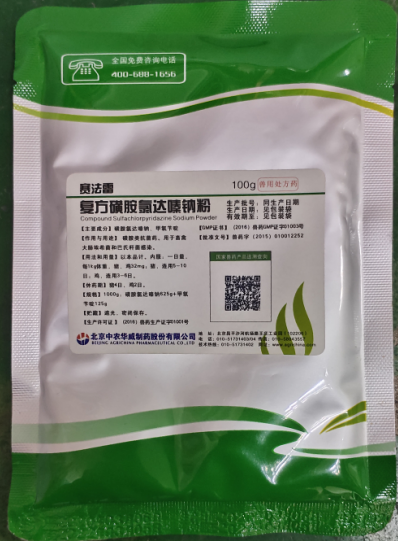 全国免费咨询电话
400-688-1656
赛法雷
100g 兽用处方药
复方磺胺氯达嗪钠粉
Compound Sulfachlorpyridazine Sodium Powder
生产批号：同生产日期
生产日期：见包装袋
有效期至：见包装袋
【主要成分】磺胺氯达嗪钠、甲氧苄啶
【作用与用途】磺胺类抗菌药。用于畜禽
大肠埃希菌和巴氏杆菌感染。
【用法和用量】以本品计。内服：一日量，
每1kg体重，猪、鸡32mg，猪，连用5~10
日，鸡，连用3~6日。
【休药期】猪4日，鸡2日。
【规格】1000g：磺胺氯达嗪钠625g+甲氧
苄啶125g
【贮藏】遮光，密闭保存。
【生产许可证】（2016）兽药生产证字01003号
【GMP证书】（2016）兽药GMP证字01003号
【批准文号】兽药字（2015）010012252
国家兽药产品追溯查询
北京中农华威制药股份有限公司
BEIJING AGRICHINA PHARMACEUTICAL CO.,LTD